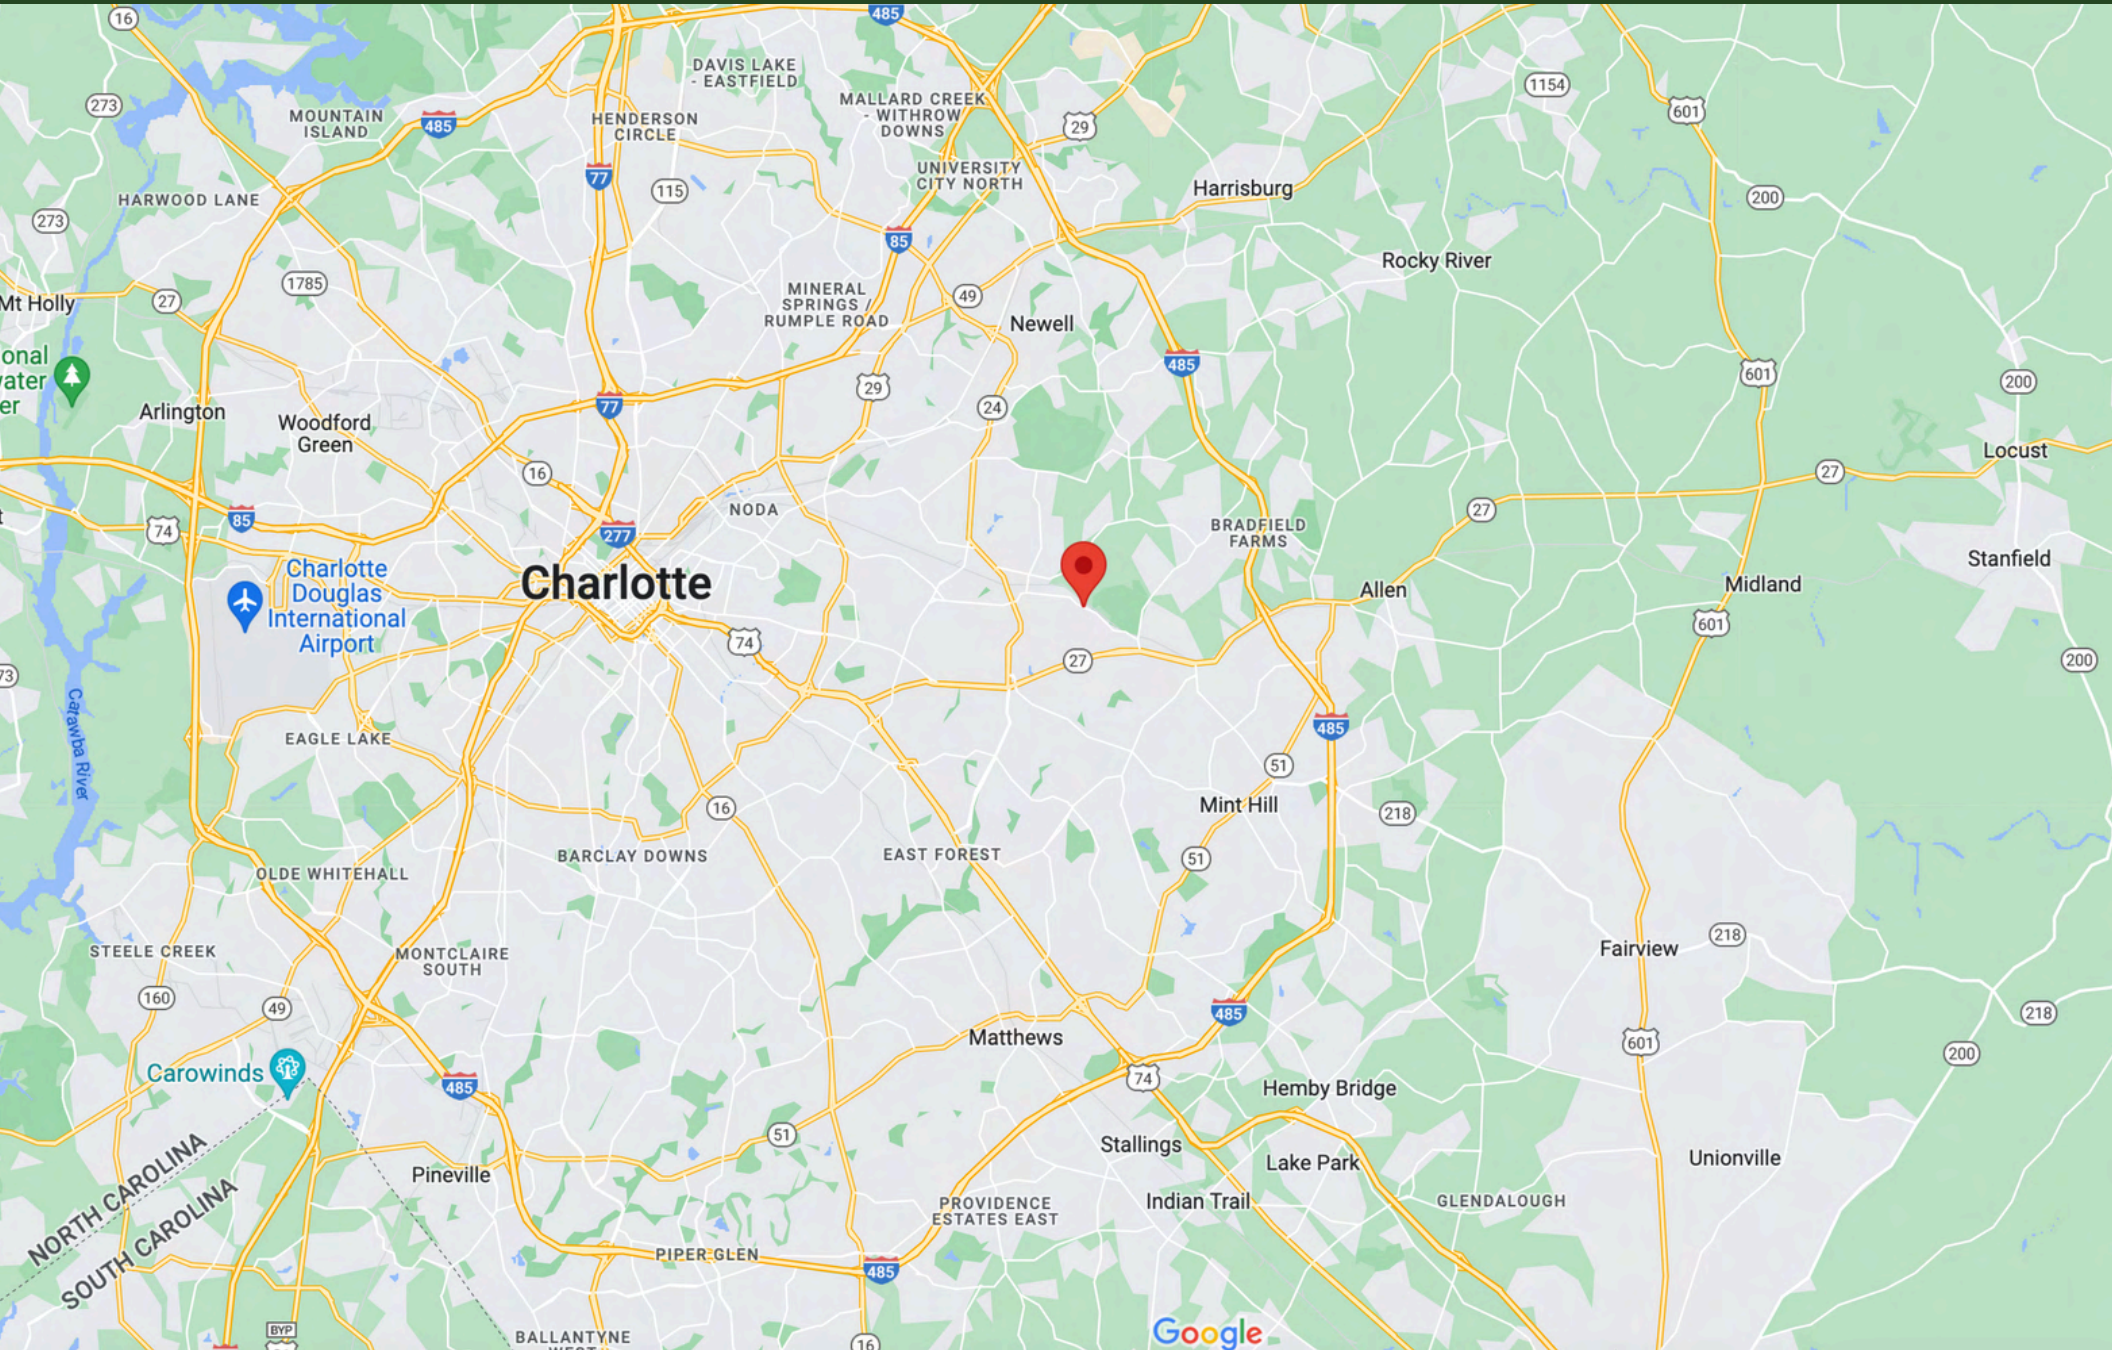 16
485
DAVIS LAKE
- EASTFIELD
273
MOUNTAIN
ISLAND
485
HENDERSON
CIRCLE
MALLARD CREEK
- WITHROW
DOWNS
29
1154
601
77
115
UNIVERSITY
CITY NORTH
Harrisburg
200
HARWOOD LANE
273
85
Rocky River
1785
27
Mt Holly
MINERAL
SPRINGS /
RUMPLE ROAD
49
Newell
485
onal
vater
er
29
601
200
Arlington
Woodford
Green
77
24
16
Locust
27
NODA
27
85
74
277
BRADFIELD
FARMS
Stanfield
Charlotte
Douglas
International
Airport
Charlotte
Allen
Midland
601
74
27
200
73
Catawba River
EAGLE LAKE
485
51
16
Mint Hill
218
BARCLAY DOWNS
EAST FOREST
51
OLDE WHITEHALL
STEELE CREEK
MONTCLAIRE
SOUTH
Fairview
218
160
49
485
218
Matthews
601
200
Carowinds
485
74
Hemby Bridge
NORTH CAROLINA
SOUTH CAROLINA
51
Stallings
Lake Park
Unionville
Pineville
PROVIDENCE
ESTATES EAST
Indian Trail
GLENDALOUGH
PIPER GLEN
485
BYP
BALLANTYNE
WEST
16
Google